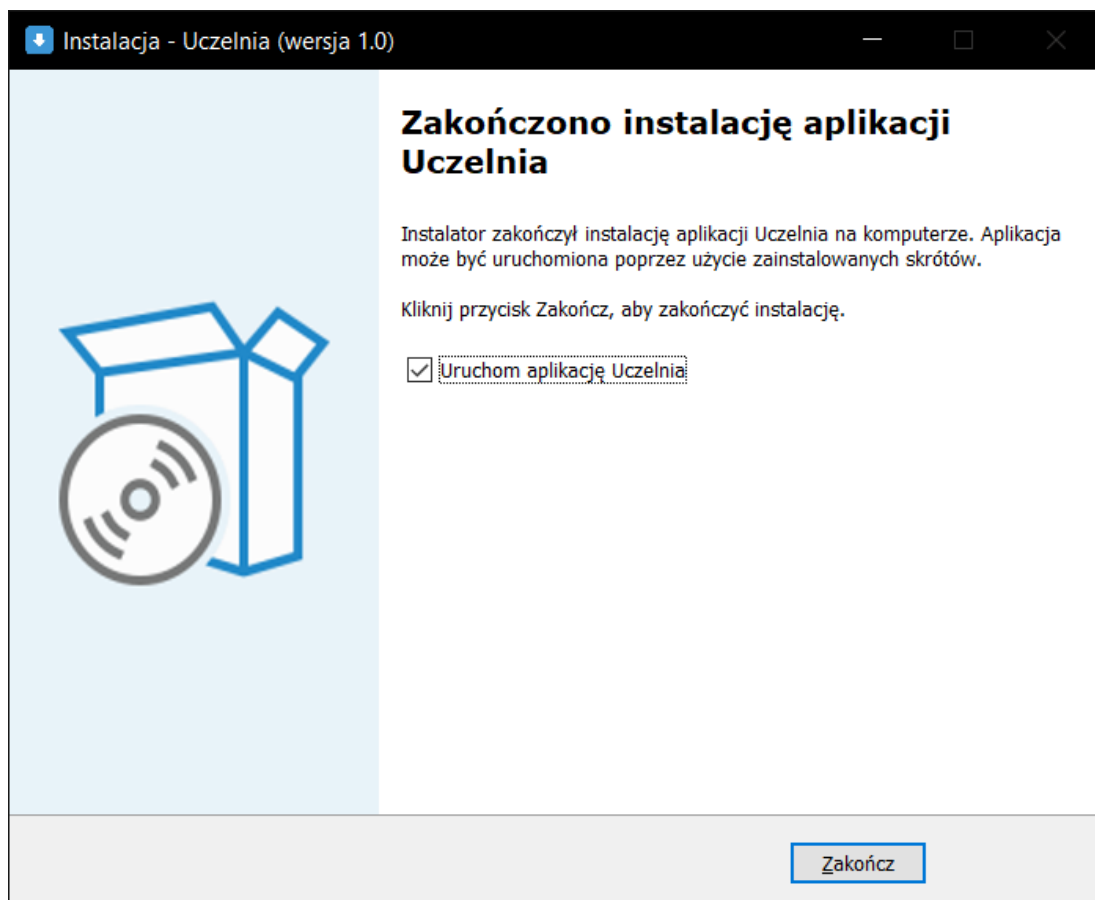 Instalacja - Uczelnia (wersja 1.0)
Zakończono instalację aplikacji
Uczelnia
Instalator zakończył instalację aplikacji Uczelnia na komputerze. Aplikacja
może być uruchomiona poprzez użycie zainstalowanych skrótów.
Kliknij przycisk Zakończ, aby zakończyć instalację.
Uruchom aplikację Uczelnia
Zakończ